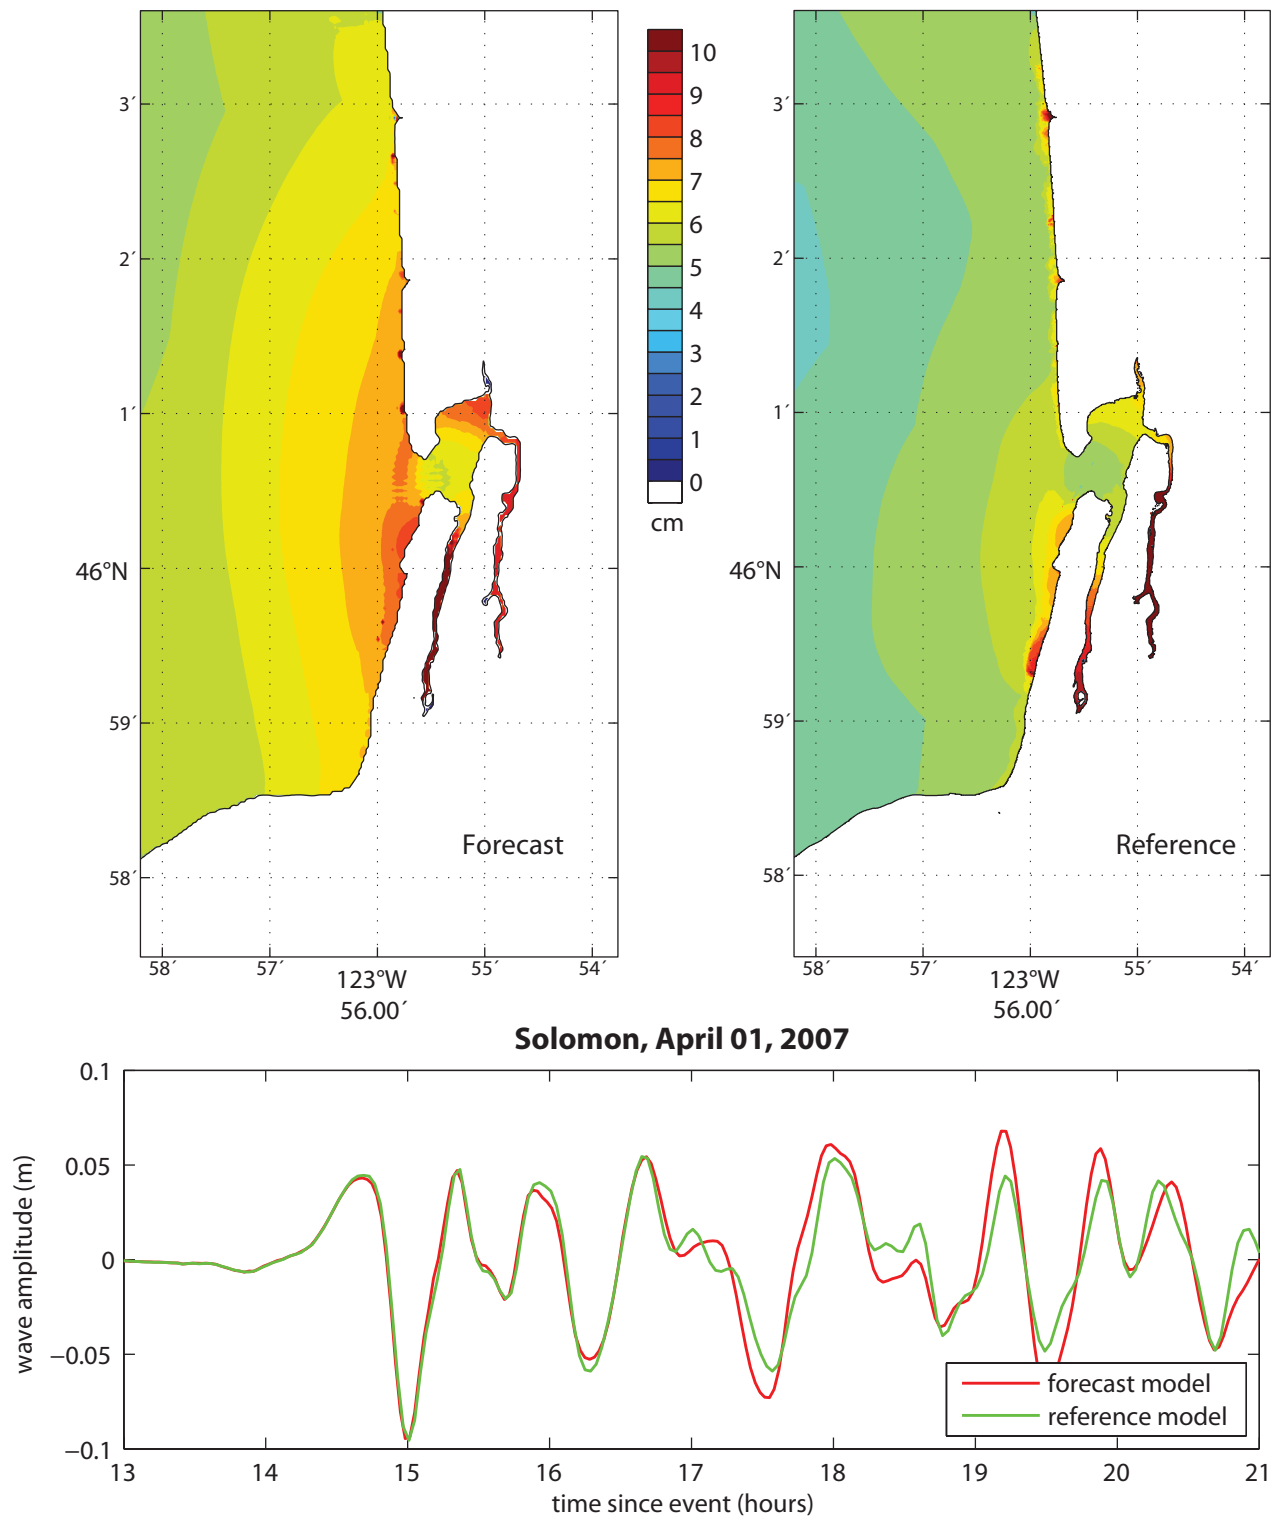 3´
2´
1´
46°N
59´
58´
58´
57´
123°W
56.00´
55´
54´
Forecast
10
9
8
7
6
5
4
3
2
1
0
cm
3´
2´
1´
46°N
59´
58´
58´
57´
123°W
56.00´
55´
54´
Reference
Solomon, April 01, 2007
wave amplitude (m)
0.1
0.05
0
−0.05
−0.1
13 14 15 16 17 18 19 20 21
time since event (hours)
forecast model
reference model